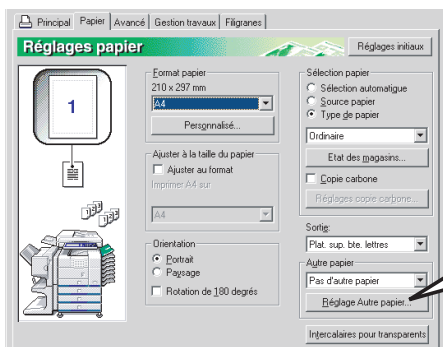 Principal Papier Avancé Gestion travaux Filigranes
Réglages papier
Réglages initiaux
1
123
123
123
Format papier
210 x 297 mm
A4
Personnalisé...
Ajuster à la taille du papier
Ajuster au format
Imprimer A4 sur
A4
Orientation
Portrait
Paysage
Rotation de 180 degrés
Sélection papier
Sélection automatique
Source papier
Type de papier
Ordinaire
Etat des magasins...
Copie carbone
Réglages copie carbone...
Sortie:
Plat. sup. bte. lettres
Autre papier
Pas d'autre papier
Réglage Autre papier...
Intercalaires pour transparents